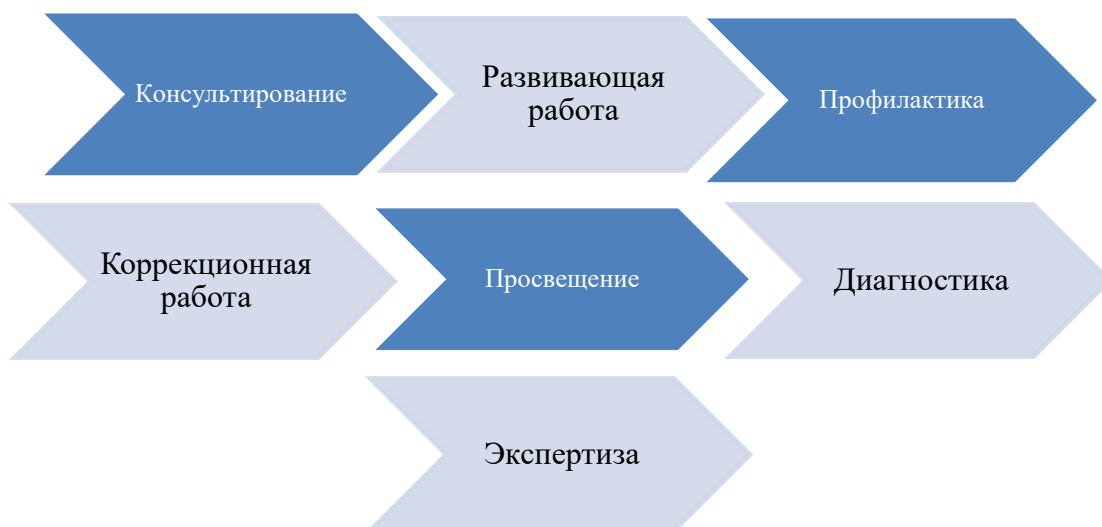 Консультирование
Развивающая
работа
Профилактика
Коррекционная
работа
Просвещение
Диагностика
Экспертиза